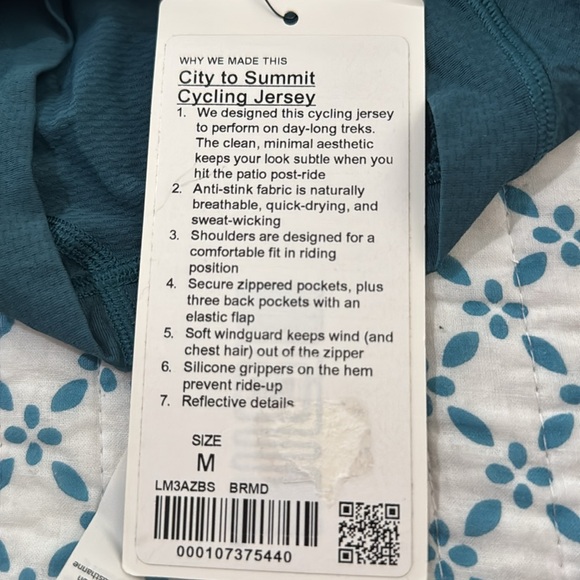 WHY WE MADE THIS
City to Summit
Cycling Jersey
1. We designed this cycling jersey
to perform on day-long treks.
The clean, minimal aesthetic
keeps your look subtle when you
hit the patio post-ride
2. Anti-stink fabric is naturally
breathable, quick-drying, and
sweat-wicking
3. Shoulders are designed for a
comfortable fit in riding
position
4. Secure zippered pockets, plus
three back pockets with an
elastic flap
5. Soft windguard keeps wind (and
chest hair) out of the zipper
6. Silicone grippers on the hem
prevent ride-up
7. Reflective details
SIZE
M
LM3AZBS BRMD
000107375440